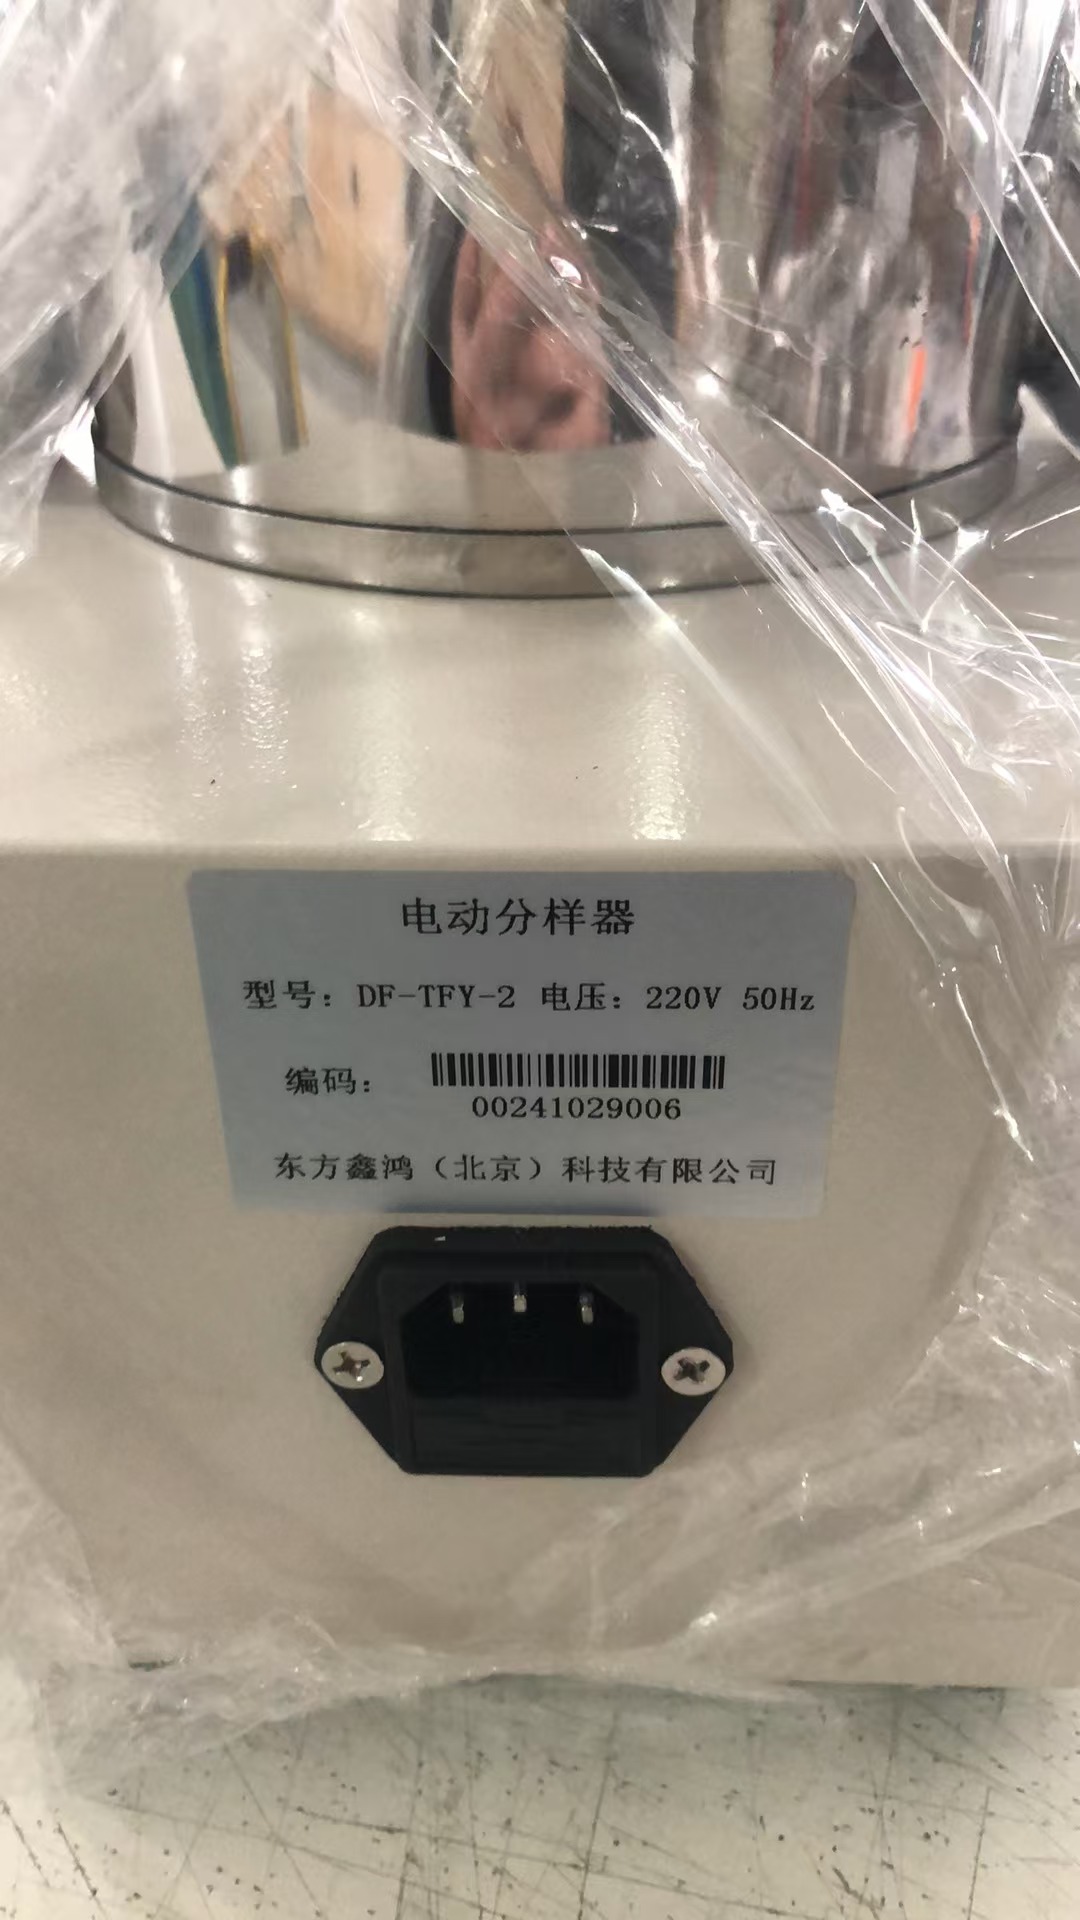 电动分样器
型号：DF-TFY-2 电压：220V 50Hz
编码：
00241029006
东方鑫鸿（北京）科技有限公司